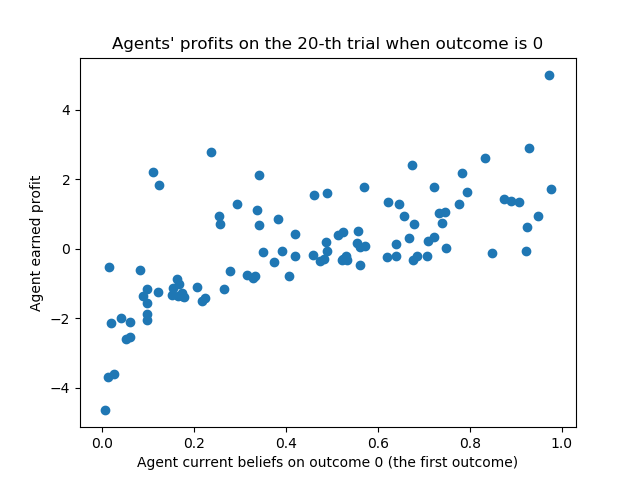 Agents' profits on the 20-th trial when outcome is 0
4
2
0
−2
−4
Agent earned profit
0.0 0.2 0.4 0.6 0.8 1.0
Agent current beliefs on outcome 0 (the first outcome)